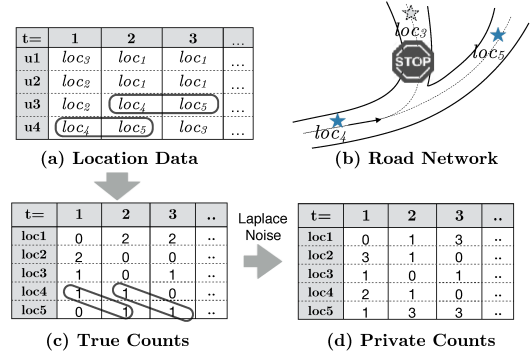 t= 1 2 3 ...
u1 loc3 loc1 loc1 ...
u2 loc2 loc1 loc1 ...
u3 loc2 loc4 loc5 ...
u4 loc4 loc5 loc3 ...
(a) Location Data
loc3
STOP
loc5
loc4
(b) Road Network
t= 1 2 3 ..
loc1 0 2 2 ..
loc2 2 0 0 ..
loc3 1 0 1 ..
loc4 1 1 0 ..
loc5 0 1 1 ..
(c) True Counts
Laplace
Noise
t= 1 2 3 ..
loc1 0 1 3 ..
loc2 3 1 0 ..
loc3 1 0 1 ..
loc4 2 1 0 ..
loc5 1 3 3 ..
(d) Private Counts